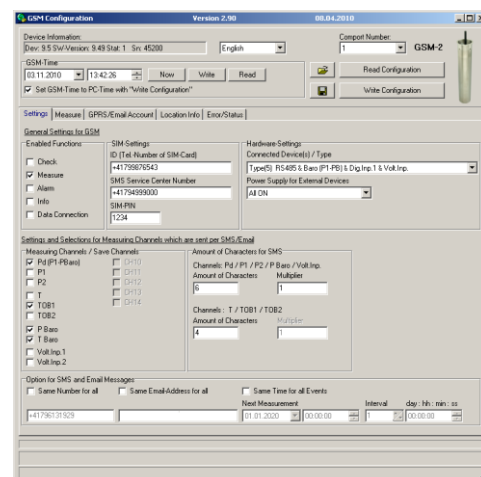 GSM Configuration Version 2.90 08.04.2010
Device Information:
Dev: 9.5 SW-Version: 9.49 Stat: 1 Sn: 45200
English
Comport Number:
1
GSM-2
GSM-Time
03.11.2010 13:42:26 Now Write Read
Set GSM-Time to PC-Time with "Write Configuration"
Read Configuration
Write Configuration
Settings Measure GPRS/Email Account Location Info Error/Status
General Settings for GSM
Enabled Functions
Check
Measure
Alarm
Info
Data Connection
SIM-Settings
ID (Tel.-Number of SIM-Card)
+41799876543
SMS Service Center Number
+41794999000
SIM-PIN
1234
Hardware-Settings
Connected Device(s) / Type
Type(5) RS485 & Baro (P1-PB) & Dig.Inp.1 & Volt.Inp.
Power Supply for External Devices
All ON
Settings and Selections for Measuring Channels which are sent per SMS/Email
Measuring Channels / Save Channels
Pd (P1-PBaro) CH10
P1 CH11
P2 CH12
T CH13
TOB1 CH14
TOB2
P Baro
T Baro
Volt.Inp.1
Volt.Inp.2
Amount of Characters for SMS
Channels: Pd / P1 / P2 / P Baro / Volt.Inp.
Amount of Characters Multiplier
6 1
Channels : T / TOB1 / TOB2
Amount of Characters Multiplier
4 1
Option for SMS and Email Messages
Same Number for all Same Email-Address for all Same Time for all Events
Next Measurement Interval day : hh : min : ss
+41796131929 01.01.2020 00:00:00 1 00:00:00